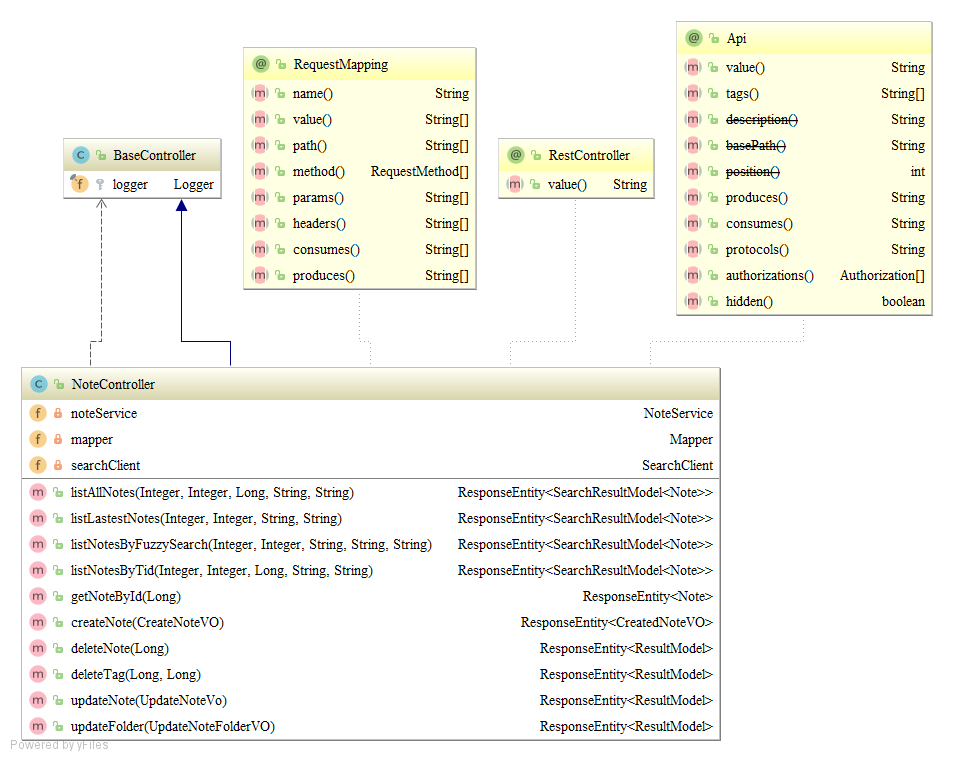 @ Api
m value() String
m tags() String[]
m description() String
m basePath() String
m position() int
m produces() String
m consumes() String
m protocols() String
m authorizations() Authorization[]
m hidden() boolean
@ RequestMapping
m name() String
m value() String[]
m path() String[]
m method() RequestMethod[]
m params() String[]
m headers() String[]
m consumes() String[]
m produces() String[]
C BaseController
f logger Logger
@ RestController
m value() String
C NoteController
f noteService NoteService
f mapper Mapper
f searchClient SearchClient
m listAllNotes(Integer, Integer, Long, String, String) ResponseEntity<SearchResultModel<Note>>
m listLastestNotes(Integer, Integer, String, String) ResponseEntity<SearchResultModel<Note>>
m listNotesByFuzzySearch(Integer, Integer, String, String, String) ResponseEntity<SearchResultModel<Note>>
m listNotesByTid(Integer, Integer, Long, String, String) ResponseEntity<SearchResultModel<Note>>
m getNoteById(Long) ResponseEntity<Note>
m createNote(CreateNoteVO) ResponseEntity<CreatedNoteVO>
m deleteNote(Long) ResponseEntity<ResultModel>
m deleteTag(Long, Long) ResponseEntity<ResultModel>
m updateNote(UpdateNoteVo) ResponseEntity<ResultModel>
m updateFolder(UpdateNoteFolderVO) ResponseEntity<ResultModel>
Powered by yFiles